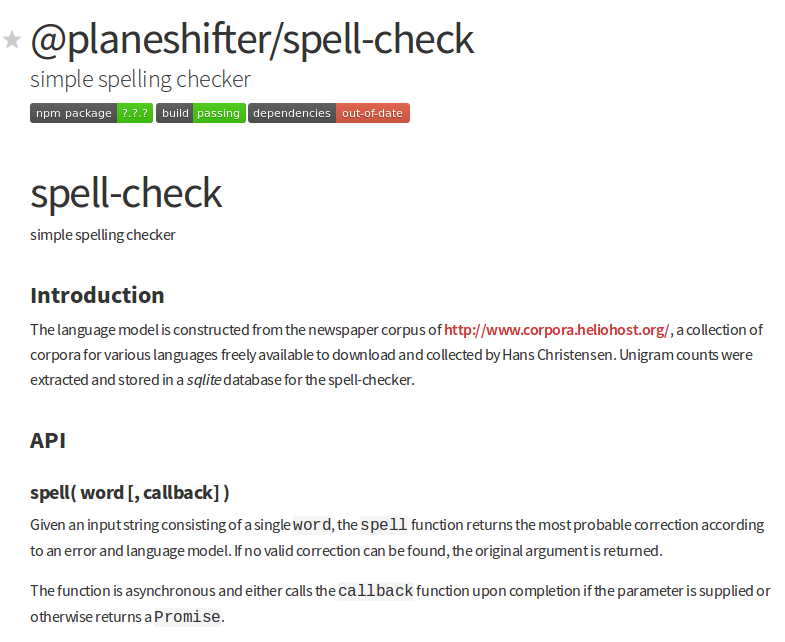 @planeshifter/spell-check
simple spelling checker
npm package ?.?.? build passing dependencies out-of-date
spell-check
simple spelling checker
Introduction
The language model is constructed from the newspaper corpus of http://www.corpora.heliohost.org/, a collection of
corpora for various languages freely available to download and collected by Hans Christensen. Unigram counts were
extracted and stored in a sqlite database for the spell-checker.
API
spell( word [, callback] )
Given an input string consisting of a single word, the spell function returns the most probable correction according
to an error and language model. If no valid correction can be found, the original argument is returned.
The function is asynchronous and either calls the callback function upon completion if the parameter is supplied or
otherwise returns a Promise.